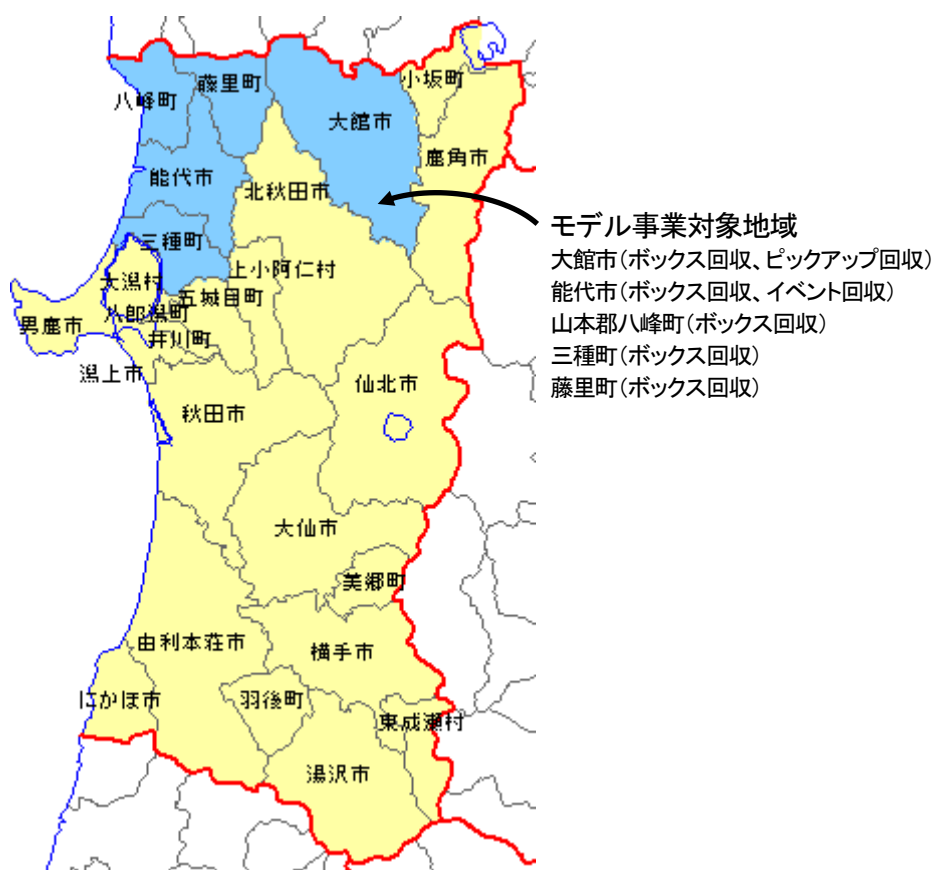 小坂町
藤里町
八峰町
大館市
鹿角市
能代市
北秋田市
三種町
上小阿仁村
大潟村
五城目町
八郎潟町
男鹿市
井川町
潟上市
仙北市
秋田市
大仙市
美郷町
由利本荘市
横手市
にかほ市
羽後町
東成瀬村
湯沢市
モデル事業対象地域
大館市（ボックス回収、ピックアップ回収）
能代市（ボックス回収、イベント回収）
山本郡八峰町（ボックス回収）
三種町（ボックス回収）
藤里町（ボックス回収）